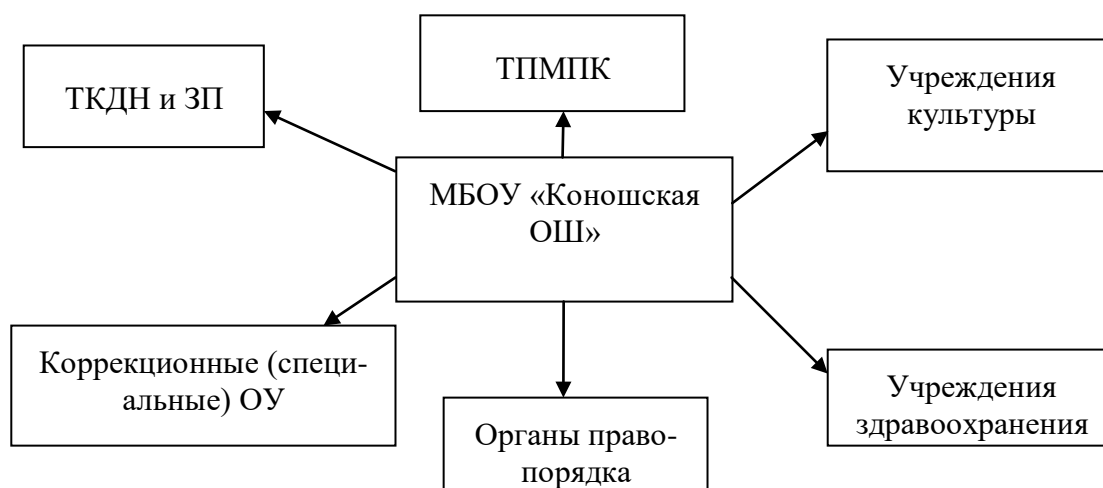 ТПМПК
ТКДН и ЗП
Учреждения
культуры
МБОУ «Коношская
ОШ»
Коррекционные (специ-
альные) ОУ
Учреждения
здравоохранения
Органы право-
порядка